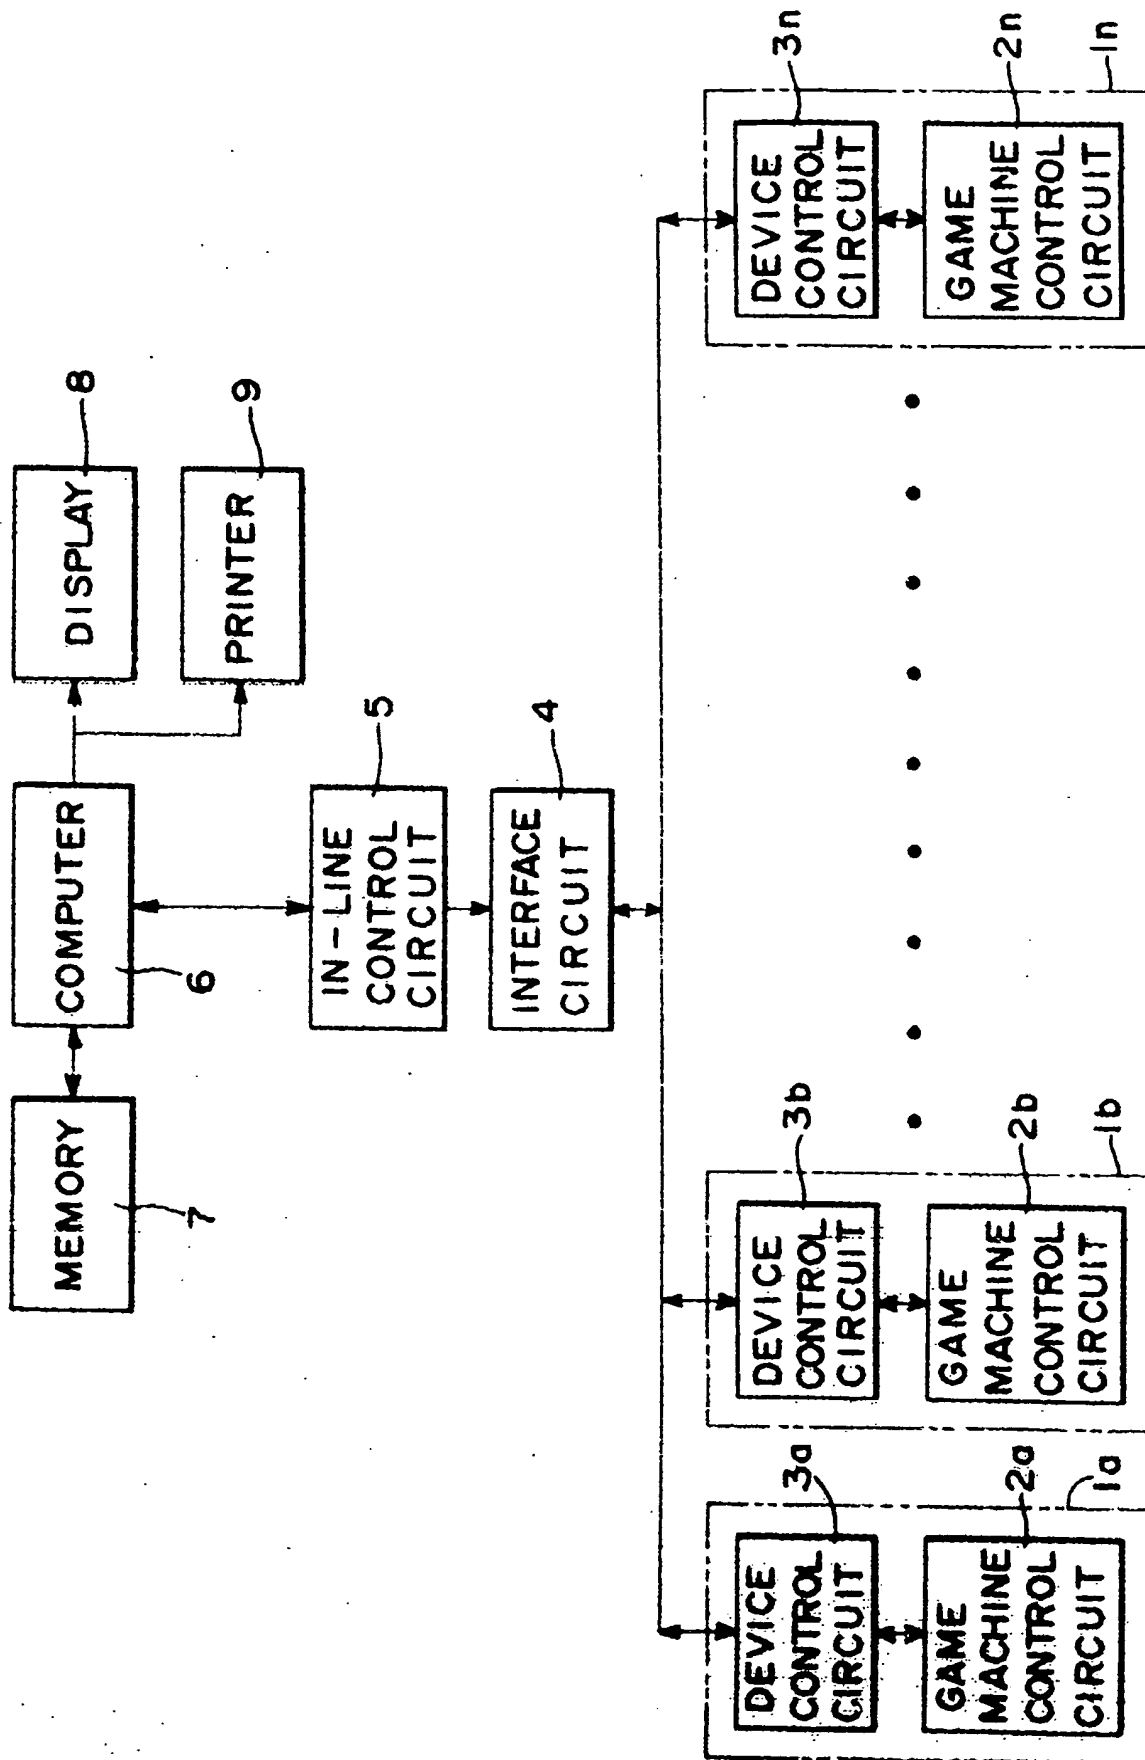 MEMORY
7
COMPUTER
6
DISPLAY
8
PRINTER
9
IN-LINE
CONTROL
CIRCUIT
5
INTERFACE
CIRCUIT
4
DEVICE
CONTROL
CIRCUIT
3a
GAME
MACHINE
CONTROL
CIRCUIT
2a
1a
DEVICE
CONTROL
CIRCUIT
3b
GAME
MACHINE
CONTROL
CIRCUIT
2b
1b
DEVICE
CONTROL
CIRCUIT
3n
GAME
MACHINE
CONTROL
CIRCUIT
2n
1n